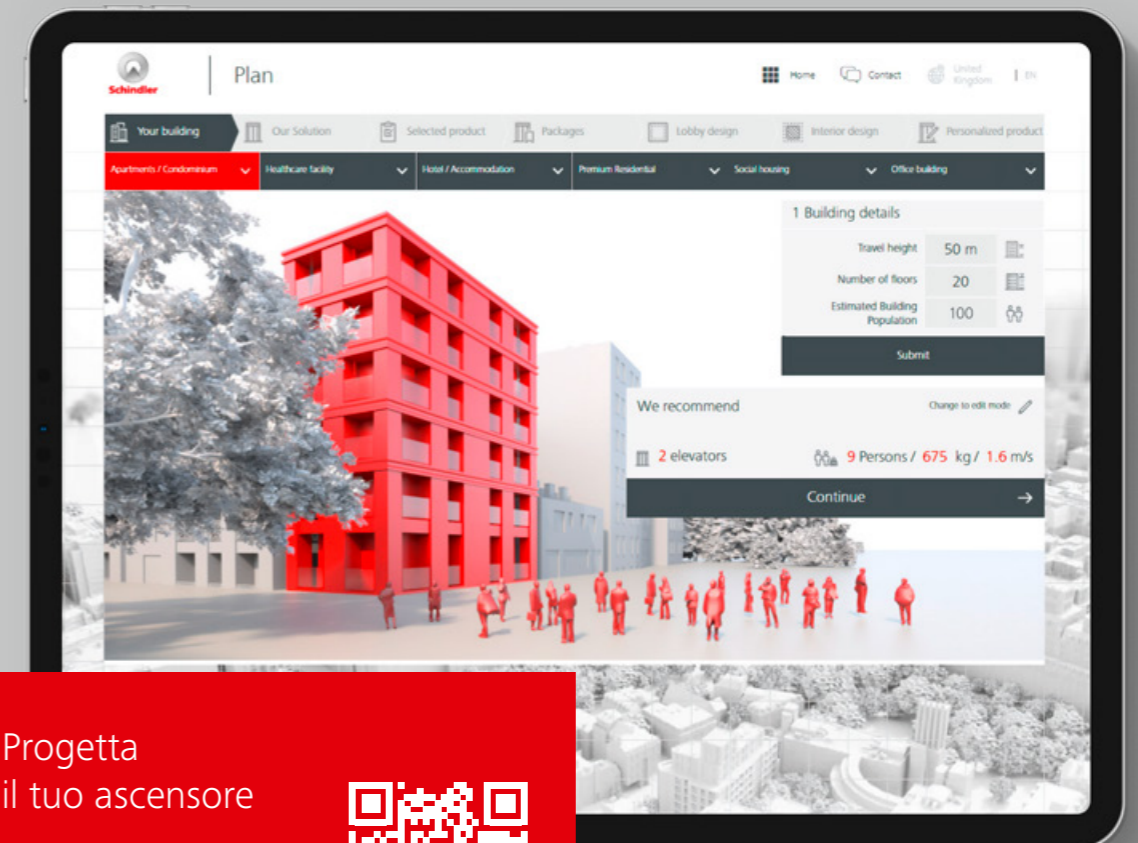 Schindler
Plan
Home
Contact
United
Kingdom
| EN
Your building
Our Solution
Selected product
Packages
Lobby design
Interior design
Personalized product
Apartments / Condominium
Healthcare facility
Hotel / Accommodation
Premium Residential
Social housing
Office building
1 Building details
Travel height 50 m
Number of floors 20
Estimated Building
Population 100
Submit
We recommend
Change to edit mode
2 elevators
9 Persons / 675 kg / 1.6 m/s
Continue
Progetta
il tuo ascensore